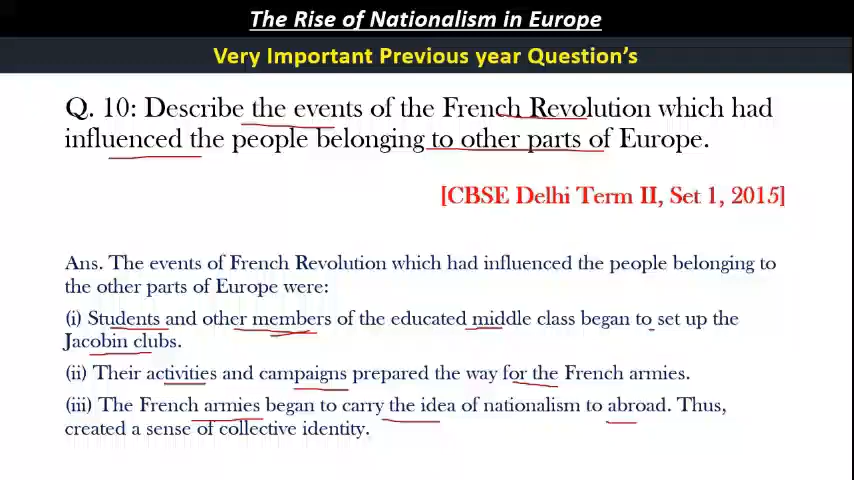 The Rise of Nationalism in Europe
Very Important Previous year Question's
Q. 10: Describe the events of the French Revolution which had
influenced the people belonging to other parts of Europe.
[CBSE Delhi Term II, Set 1, 2015]
Ans. The events of French Revolution which had influenced the people belonging to
the other parts of Europe were:
(i) Students and other members of the educated middle class began to set up the
Jacobin clubs.
(ii) Their activities and campaigns prepared the way for the French armies.
(iii) The French armies began to carry the idea of nationalism to abroad. Thus,
created a sense of collective identity.